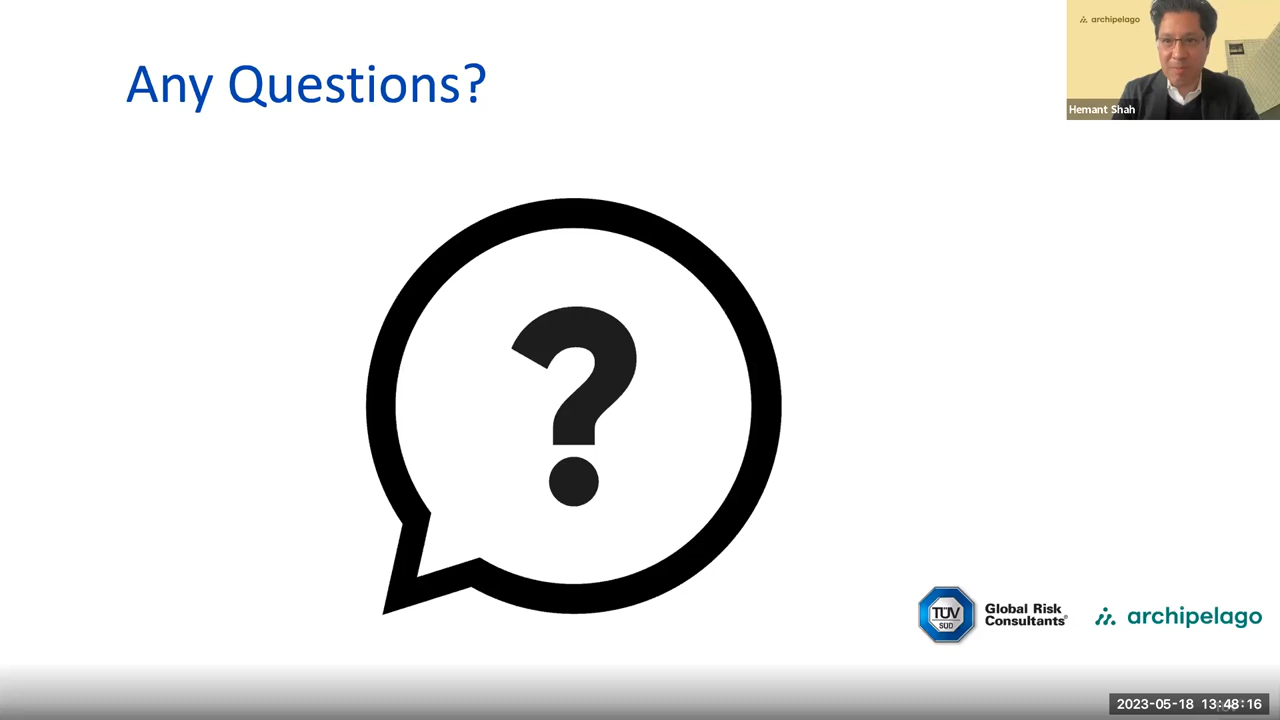 Any Questions?
archipelago
Hemant Shah
?
TÜV
SÜD
Global Risk
Consultants®
archipelago
2023-05-18 13:48:16